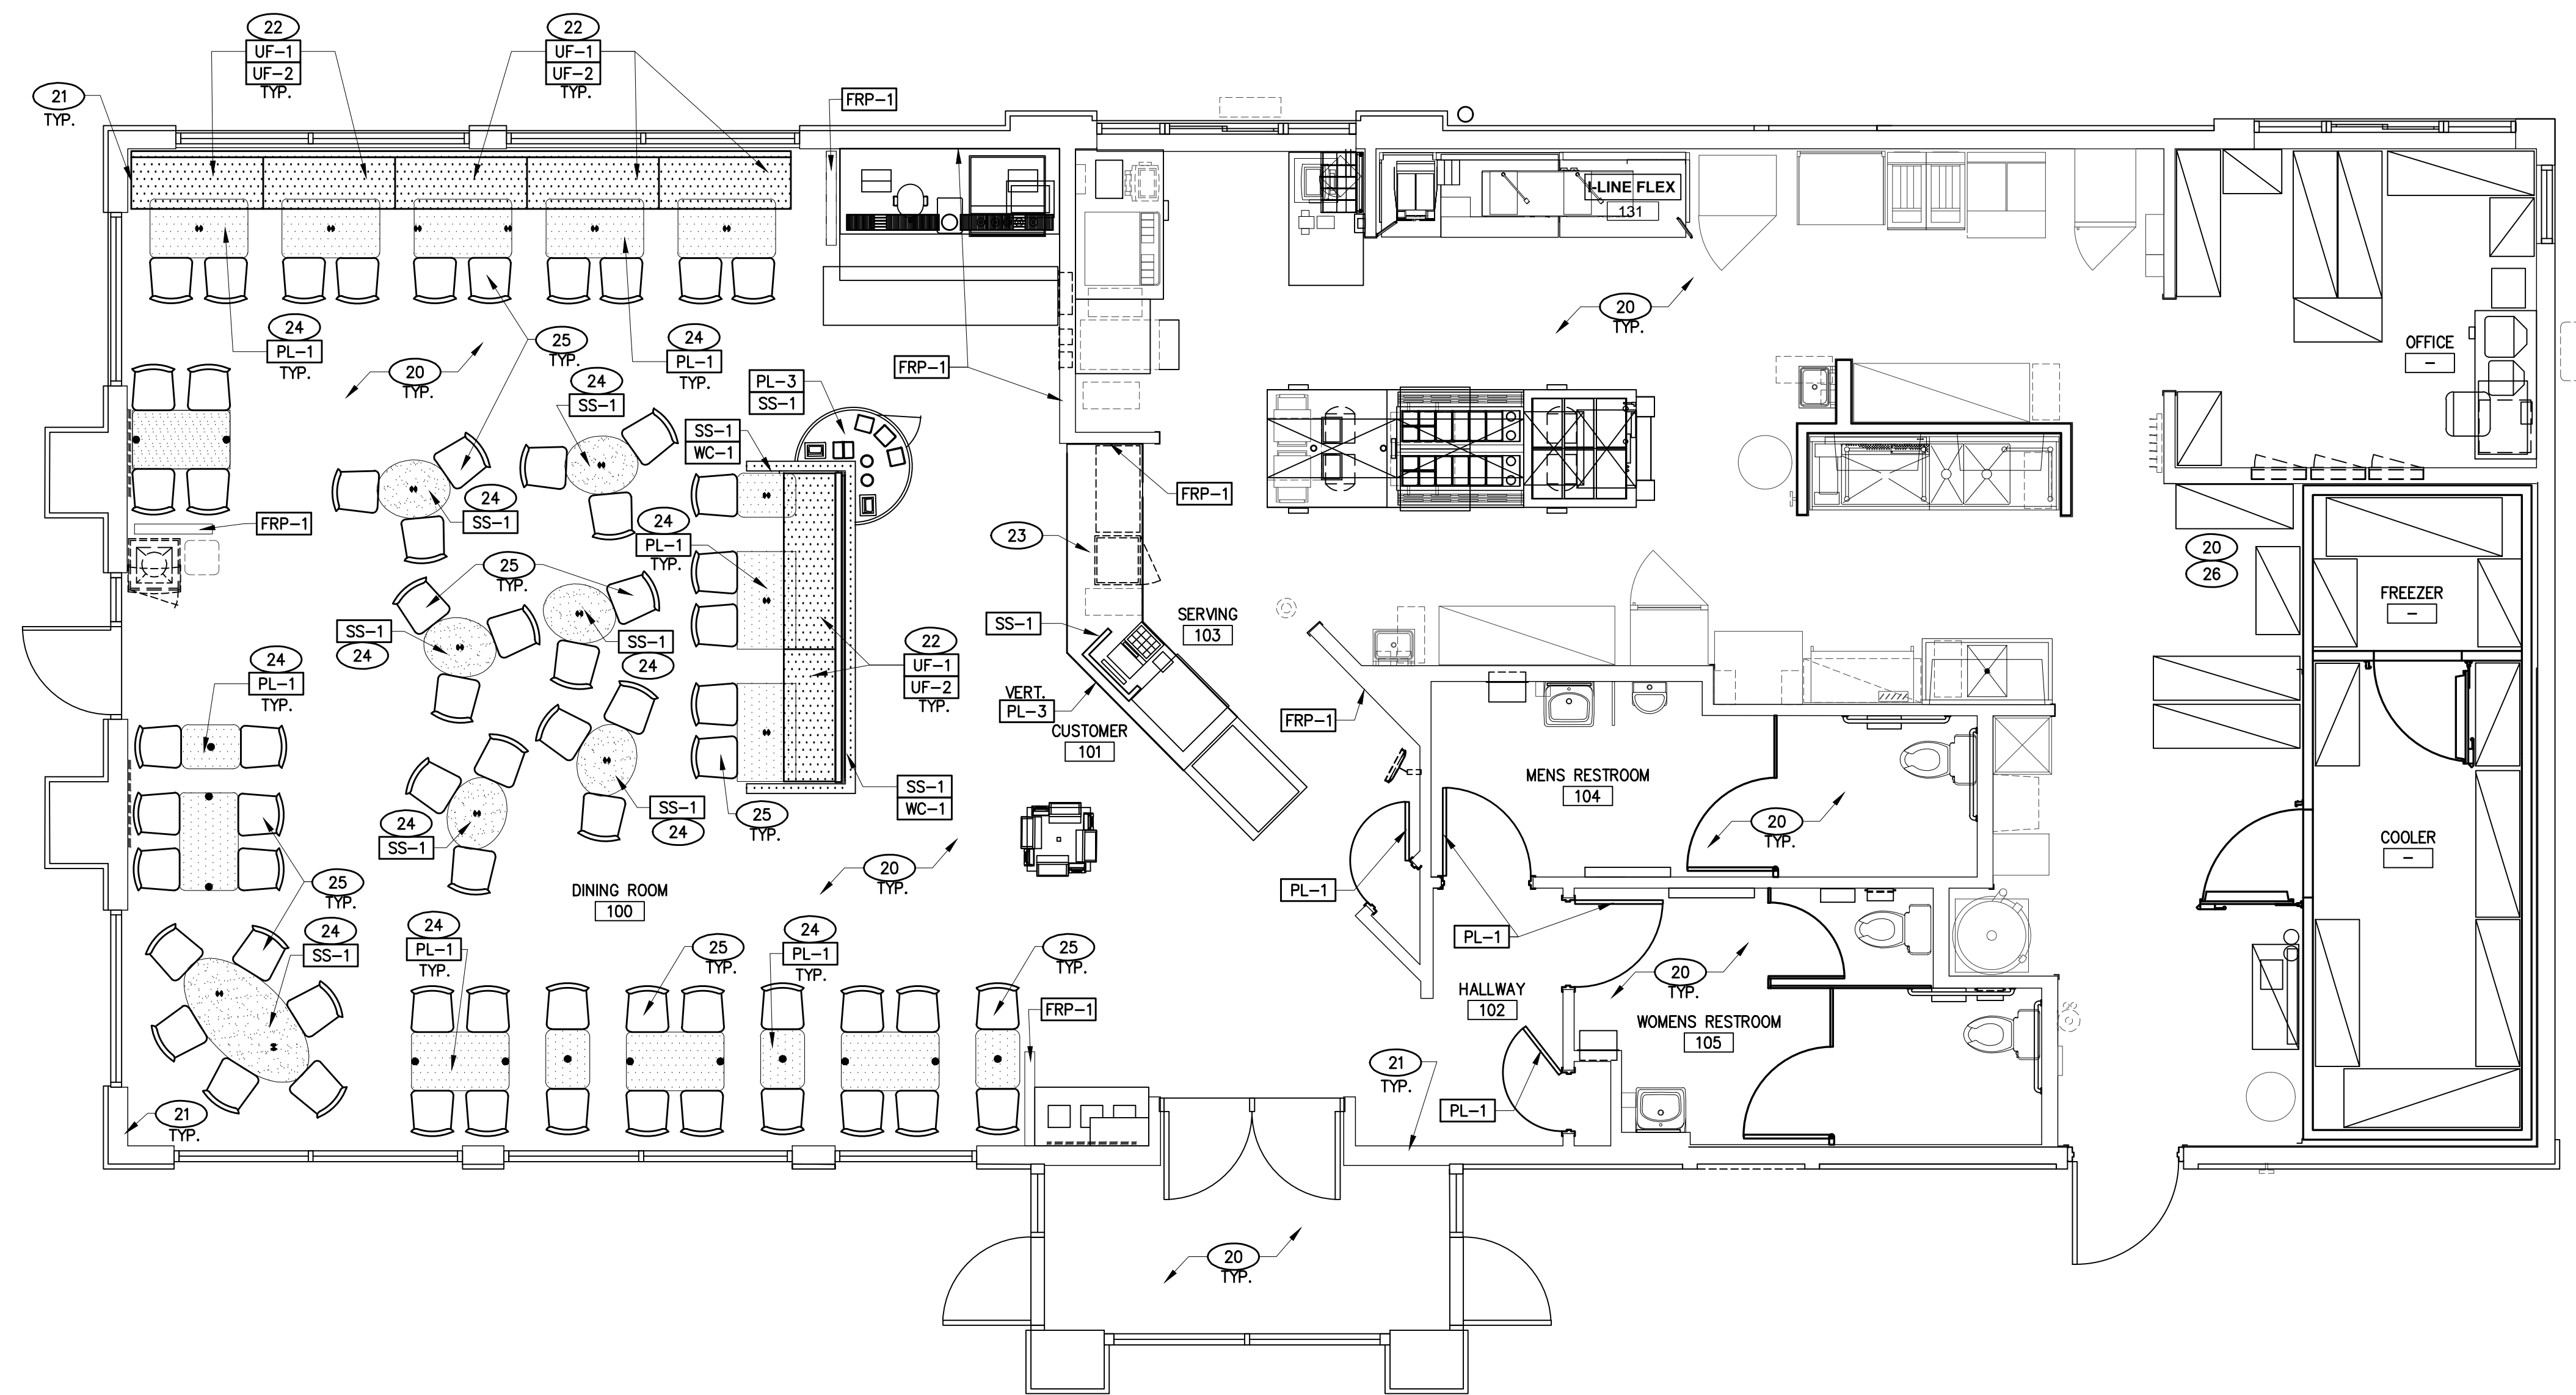 22
UF-1
UF-2
TYP.
22
UF-1
UF-2
TYP.
21
TYP.
FRP-1
I-LINE FLEX
131
24
PL-1
TYP.
20
TYP.
25
TYP.
24
PL-1
TYP.
20
TYP.
OFFICE
-
FRP-1
24
SS-1
PL-3
SS-1
SS-1
WC-1
24
SS-1
FRP-1
FRP-1
24
PL-1
TYP.
23
20
26
25
TYP.
SS-1
24
SS-1
24
SS-1
SERVING
103
FREEZER
-
22
UF-1
UF-2
TYP.
24
PL-1
TYP.
VERT.
PL-3
CUSTOMER
101
FRP-1
MENS RESTROOM
104
20
TYP.
SS-1
WC-1
SS-1
24
25
TYP.
24
SS-1
COOLER
-
20
TYP.
25
TYP.
DINING ROOM
100
PL-1
24
SS-1
24
PL-1
TYP.
25
TYP.
24
PL-1
TYP.
25
TYP.
PL-1
20
TYP.
HALLWAY
102
FRP-1
WOMENS RESTROOM
105
21
TYP.
PL-1
21
TYP.
20
TYP.